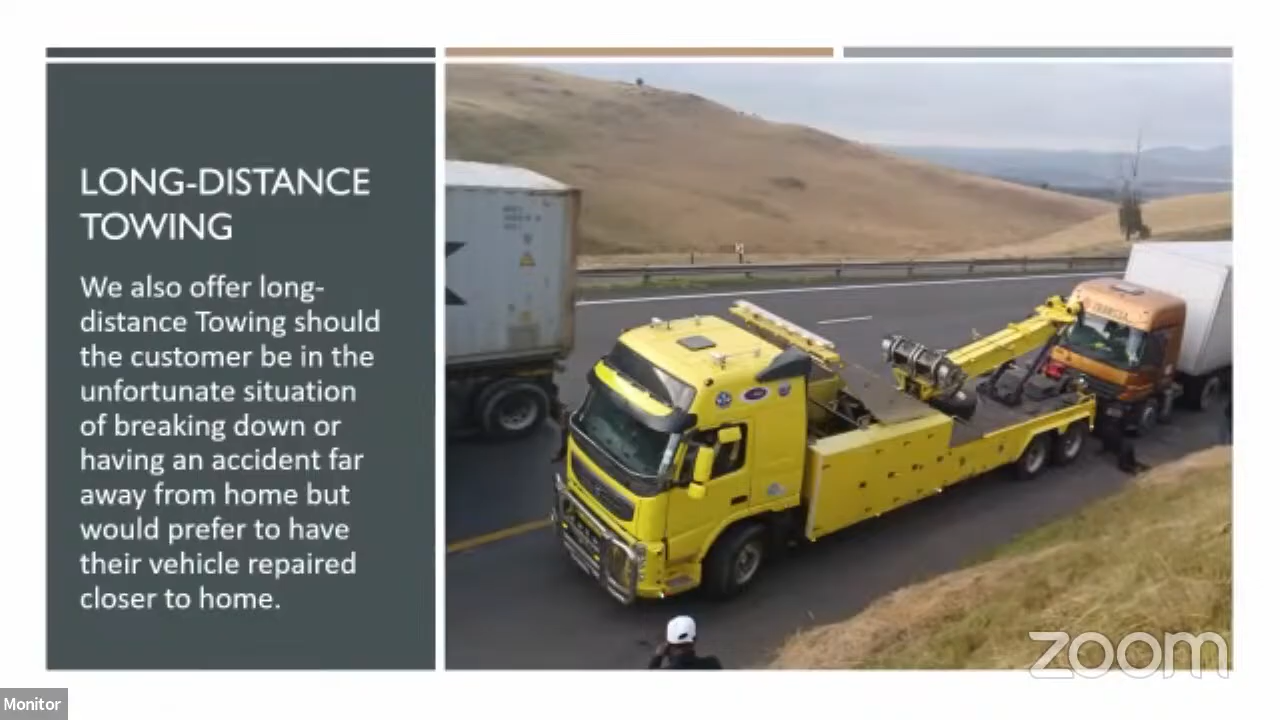 LONG-DISTANCE
TOWING
We also offer long-
distance Towing should
the customer be in the
unfortunate situation
of breaking down or
having an accident far
away from home but
would prefer to have
their vehicle repaired
closer to home.
zoom
Monitor